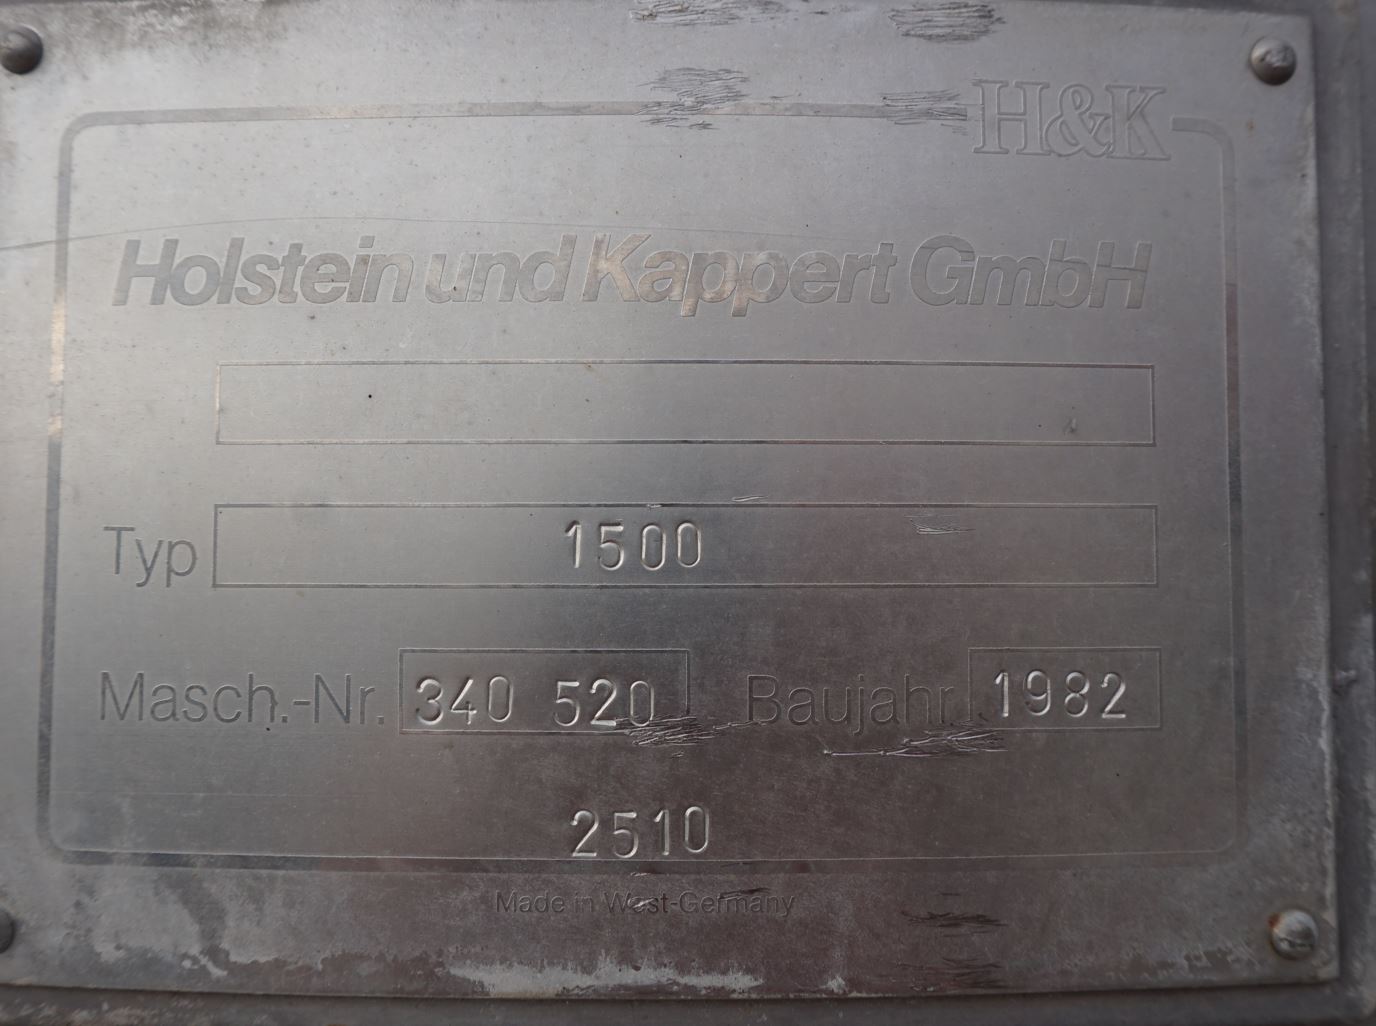 H&K
Holstein und Kappert GmbH
Typ 1500
Masch.-Nr. 340 520 Baujahr 1982
2510
Made in West-Germany